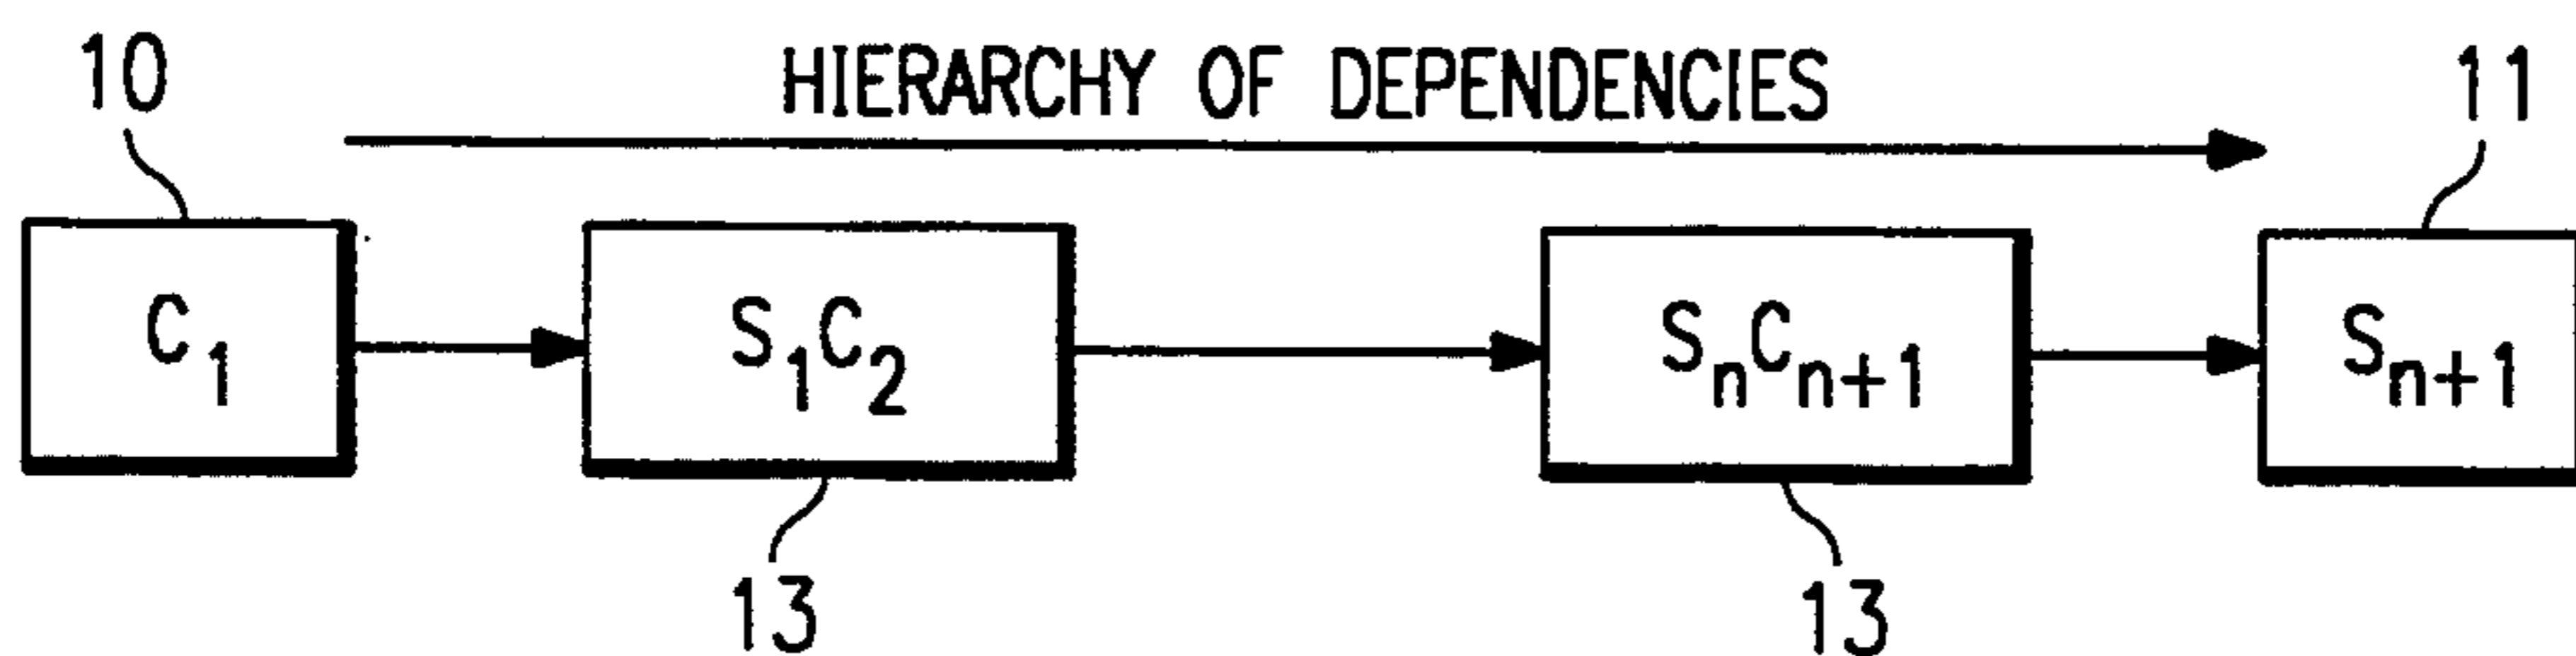 10
HIERARCHY OF DEPENDENCIES
11
C₁
S₁C₂
SₙCₙ₊₁
Sₙ₊₁
13
13